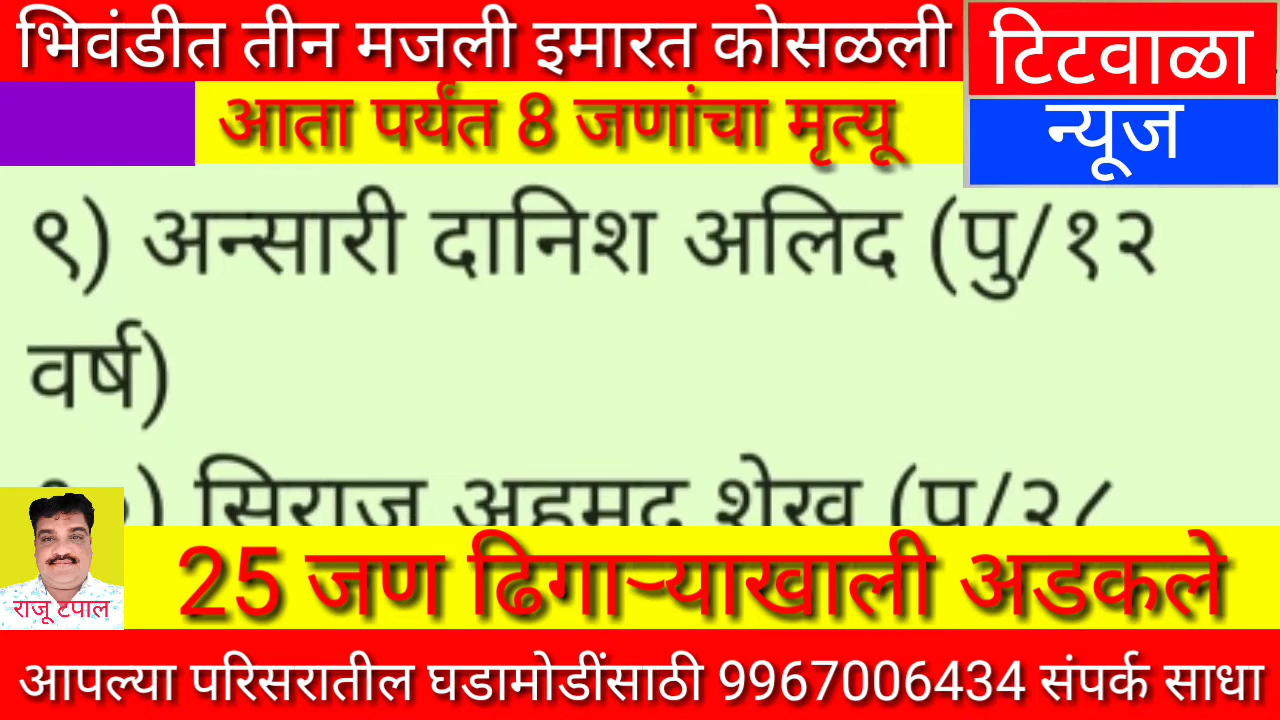 भिवंडीत तीन मजली इमारत कोसळली
टिटवाळा
न्यूज
आता पर्यंत 8 जणांचा मृत्यू
९) अन्सारी दानिश अलिद (पु/१२
वर्ष)
सिराज अहमद शेख (पु/२८
राजू टपाल
25 जण ढिगाऱ्याखाली अडकले
आपल्या परिसरातील घडामोडींसाठी 9967006434 संपर्क साधा